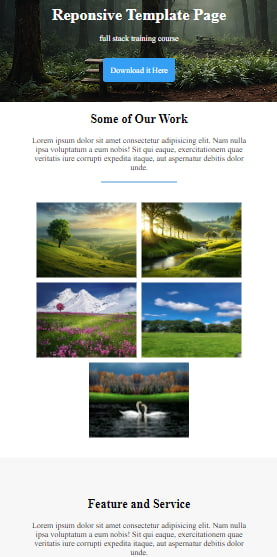 Reponsive Template Page
full stack training course
Download it Here
Some of Our Work
Lorem ipsum dolor sit amet consectetur adipisicing elit. Nam nulla
ipsa voluptatum a eum nobis! Sit qui eaque, exercitationem quae
veritatis iure corrupti expedita itaque, aut aspernatur debitis
unde.
Feature and Service
Lorem ipsum dolor sit amet consectetur adipisicing elit. Nam nulla
ipsa voluptatum a eum nobis! Sit qui eaque, exercitationem quae
veritatis iure corrupti expedita itaque, aut aspernatur debitis
unde.